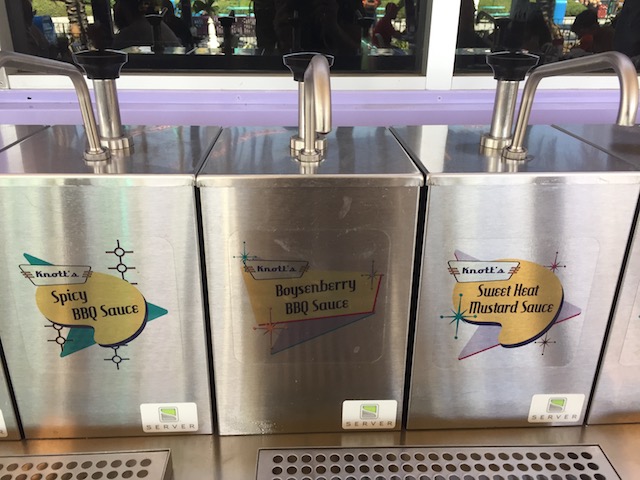 Knott's
Spicy
BBQ Sauce
SERVER
Knott's
Boysenberry
BBQ Sauce
SERVER
Knott's
Sweet Heat
Mustard Sauce
SERVER